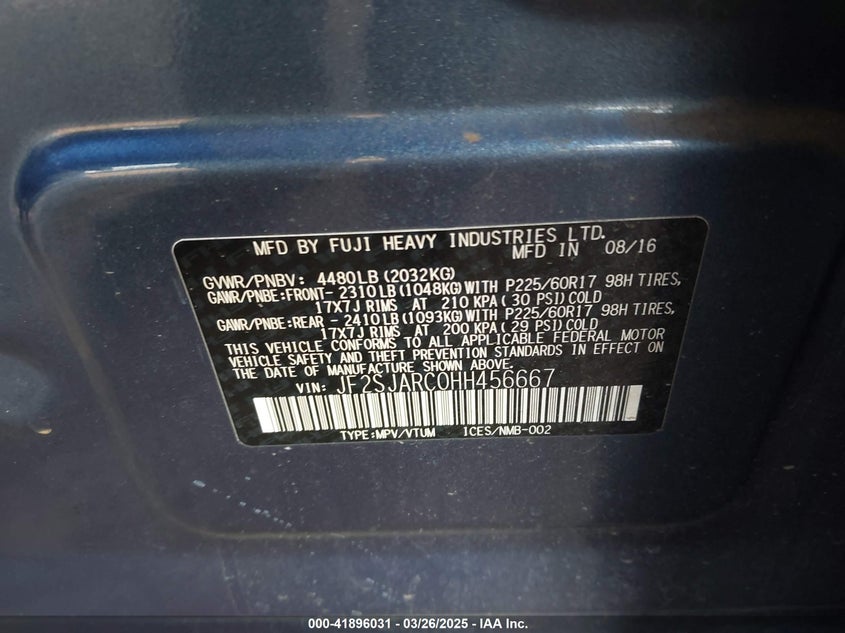 MFD BY FUJI HEAVY INDUSTRIES LTD.
MFD IN 08/16
GVWR/PNBV: 4480LB (2032KG)
GAWR/PNBE:FRONT- 2310LB (1048KG) WITH P225/60R17 98H TIRES,
17X7J RIMS AT 210 KPA (30 PSI) COLD
GAWR/PNBE:REAR - 2410LB (1093KG) WITH P225/60R17 98H TIRES,
17X7J RIMS AT 200 KPA (29 PSI) COLD
THIS VEHICLE CONFORMS TO ALL APPLICABLE FEDERAL MOTOR
VEHICLE SAFETY AND THEFT PREVENTION STANDARDS IN EFFECT ON
THE DATE OF MANUFACTURE SHOWN ABOVE.
VIN: JF2SJARC0HH456667
TYPE:MPV/VTUM ICES/NMB-002
000-41896031 — 03/26/2025 — IAA Inc.